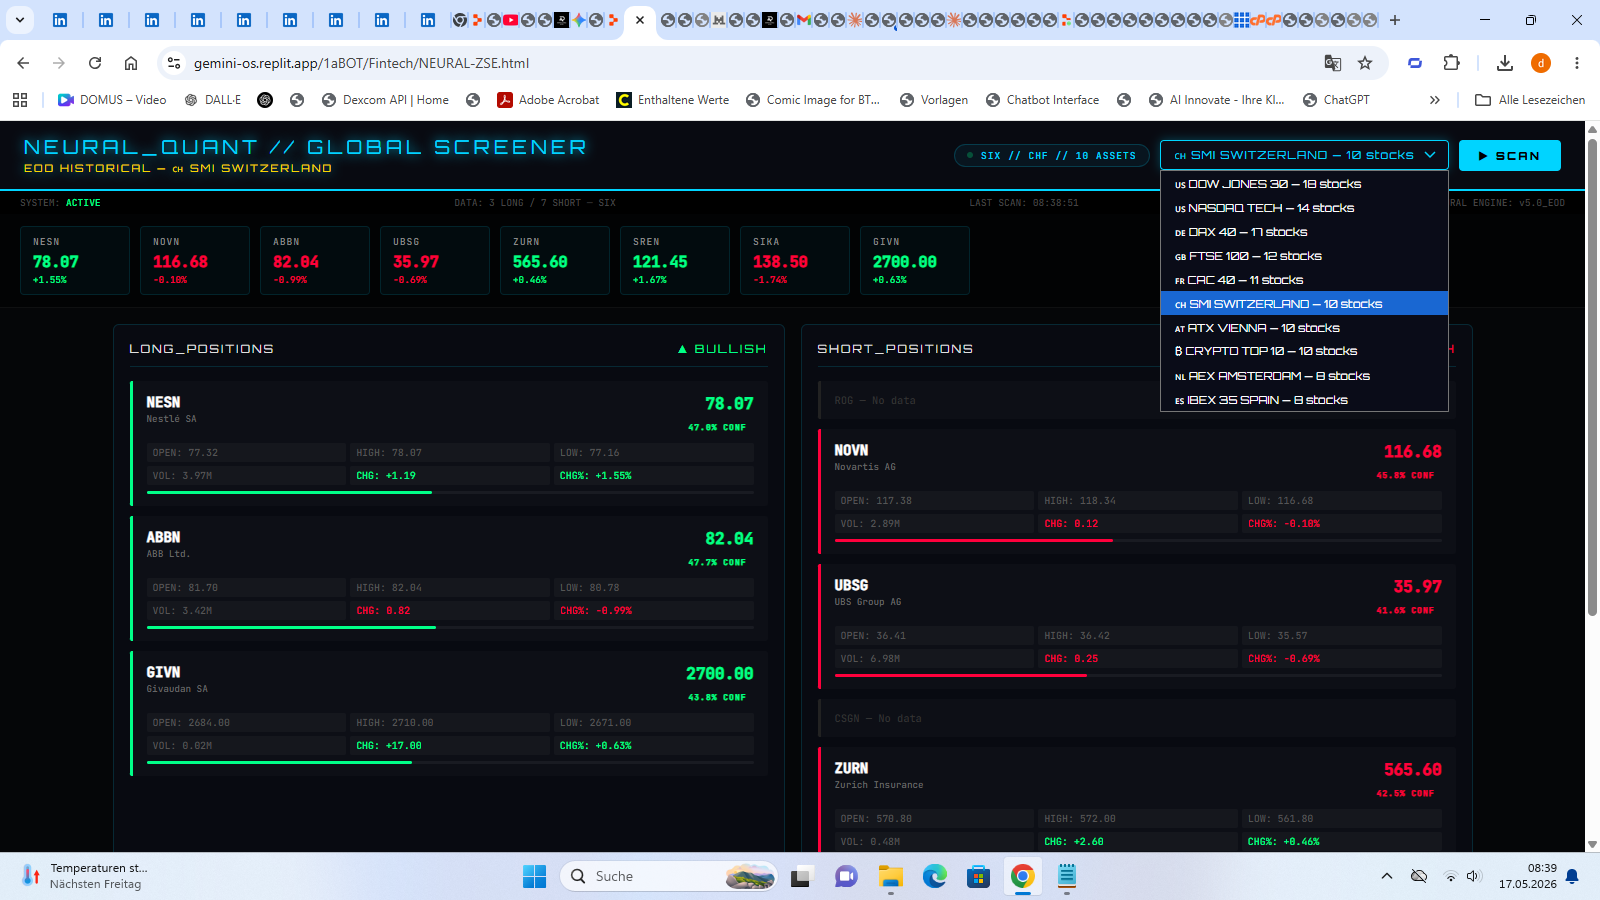 gemini-os.replit.app/1aBOT/Fintech/NEURAL-ZSE.html
d
DOMUS – Video
DALL·E
Dexcom API | Home
Adobe Acrobat
Enthaltene Werte
Comic Image for BT...
Vorlagen
Chatbot Interface
AI Innovate - Ihre KI...
ChatGPT
Alle Lesezeichen
NEURAL_QUANT // GLOBAL SCREENER
EOD HISTORICAL — CH SMI SWITZERLAND
SIX // CHF // 10 ASSETS
CH SMI SWITZERLAND — 10 stocks
▶ SCAN
US DOW JONES 30 — 18 stocks
US NASDAQ TECH — 14 stocks
DE DAX 40 — 17 stocks
GB FTSE 100 — 12 stocks
FR CAC 40 — 11 stocks
CH SMI SWITZERLAND — 10 stocks
AT ATX VIENNA — 10 stocks
₿ CRYPTO TOP 10 — 10 stocks
NL AEX AMSTERDAM — 8 stocks
ES IBEX 35 SPAIN — 8 stocks
SYSTEM: ACTIVE
DATA: 3 LONG / 7 SHORT — SIX
LAST SCAN: 08:38:51
RAL ENGINE: v5.0_EOD
NESN
78.07
+1.55%
NOVN
116.68
-0.10%
ABBN
82.04
-0.99%
UBSG
35.97
-0.69%
ZURN
565.60
+0.46%
SREN
121.45
+1.67%
SIKA
138.50
-1.74%
GIVN
2700.00
+0.63%
LONG_POSITIONS
▲ BULLISH
NESN
78.07
Nestlé SA
47.0% CONF
OPEN: 77.32
HIGH: 78.07
LOW: 77.16
VOL: 3.97M
CHG: +1.19
CHG%: +1.55%
ABBN
82.04
ABB Ltd.
47.7% CONF
OPEN: 81.70
HIGH: 82.04
LOW: 80.78
VOL: 3.42M
CHG: 0.82
CHG%: -0.99%
GIVN
2700.00
Givaudan SA
43.8% CONF
OPEN: 2684.00
HIGH: 2710.00
LOW: 2671.00
VOL: 0.02M
CHG: +17.00
CHG%: +0.63%
SHORT_POSITIONS
H
ROG — No data
NOVN
116.68
Novartis AG
45.8% CONF
OPEN: 117.38
HIGH: 118.34
LOW: 116.68
VOL: 2.89M
CHG: 0.12
CHG%: -0.10%
UBSG
35.97
UBS Group AG
41.6% CONF
OPEN: 36.41
HIGH: 36.42
LOW: 35.57
VOL: 6.98M
CHG: 0.25
CHG%: -0.69%
CSGN — No data
ZURN
565.60
Zurich Insurance
42.5% CONF
OPEN: 570.80
HIGH: 572.00
LOW: 561.80
VOL: 0.48M
CHG: +2.60
CHG%: +0.46%
Temperaturen st...
Nächsten Freitag
Suche
08:39
17.05.2026